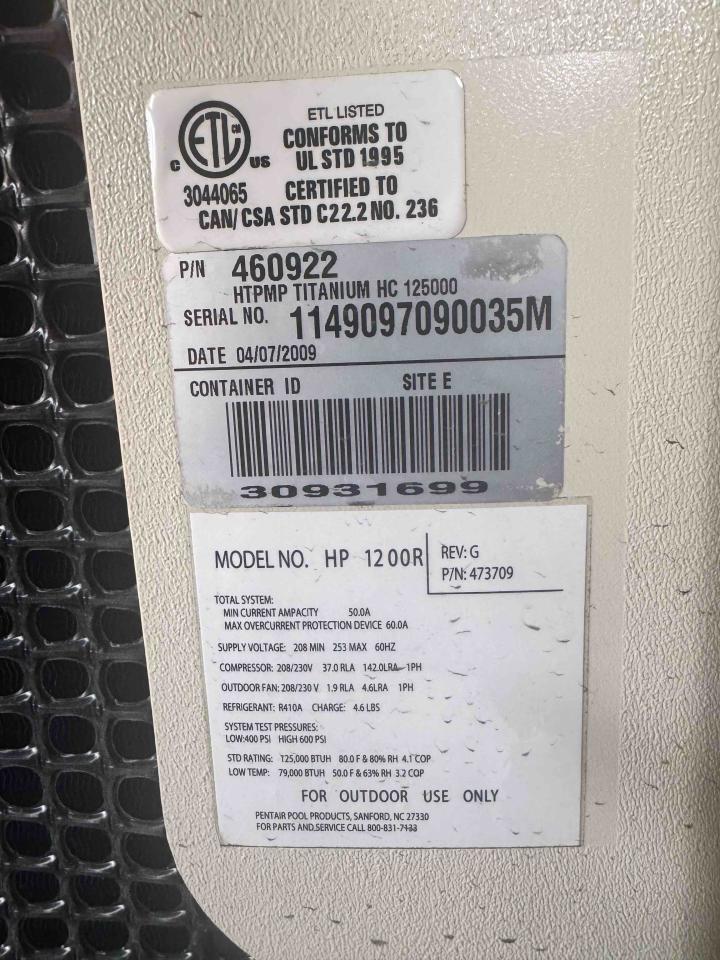 ETL LISTED
CONFORMS TO
UL STD 1995
C ETL CM US
3044065
CERTIFIED TO
CAN/CSA STD C22.2 NO. 236
P/N 460922
HTPMP TITANIUM HC 125000
SERIAL NO. 1149097090035M
DATE 04/07/2009
CONTAINER ID SITE E
30931699
MODEL NO. HP 1200R
REV: G
P/N: 473709
TOTAL SYSTEM:
MIN CURRENT AMPACITY 50.0A
MAX OVERCURRENT PROTECTION DEVICE 60.0A
SUPPLY VOLTAGE: 208 MIN 253 MAX 60HZ
COMPRESSOR: 208/230V 37.0 RLA 142.0LRA 1PH
OUTDOOR FAN: 208/230 V 1.9 RLA 4.6LRA 1PH
REFRIGERANT: R410A CHARGE: 4.6 LBS
SYSTEM TEST PRESSURES:
LOW:400 PSI HIGH 600 PSI
STD RATING: 125,000 BTUH 80.0 F & 80% RH 4.1 COP
LOW TEMP: 79,000 BTUH 50.0 F & 63% RH 3.2 COP
FOR OUTDOOR USE ONLY
PENTAIR POOL PRODUCTS, SANFORD, NC 27330
FOR PARTS AND SERVICE CALL 800-831-7133